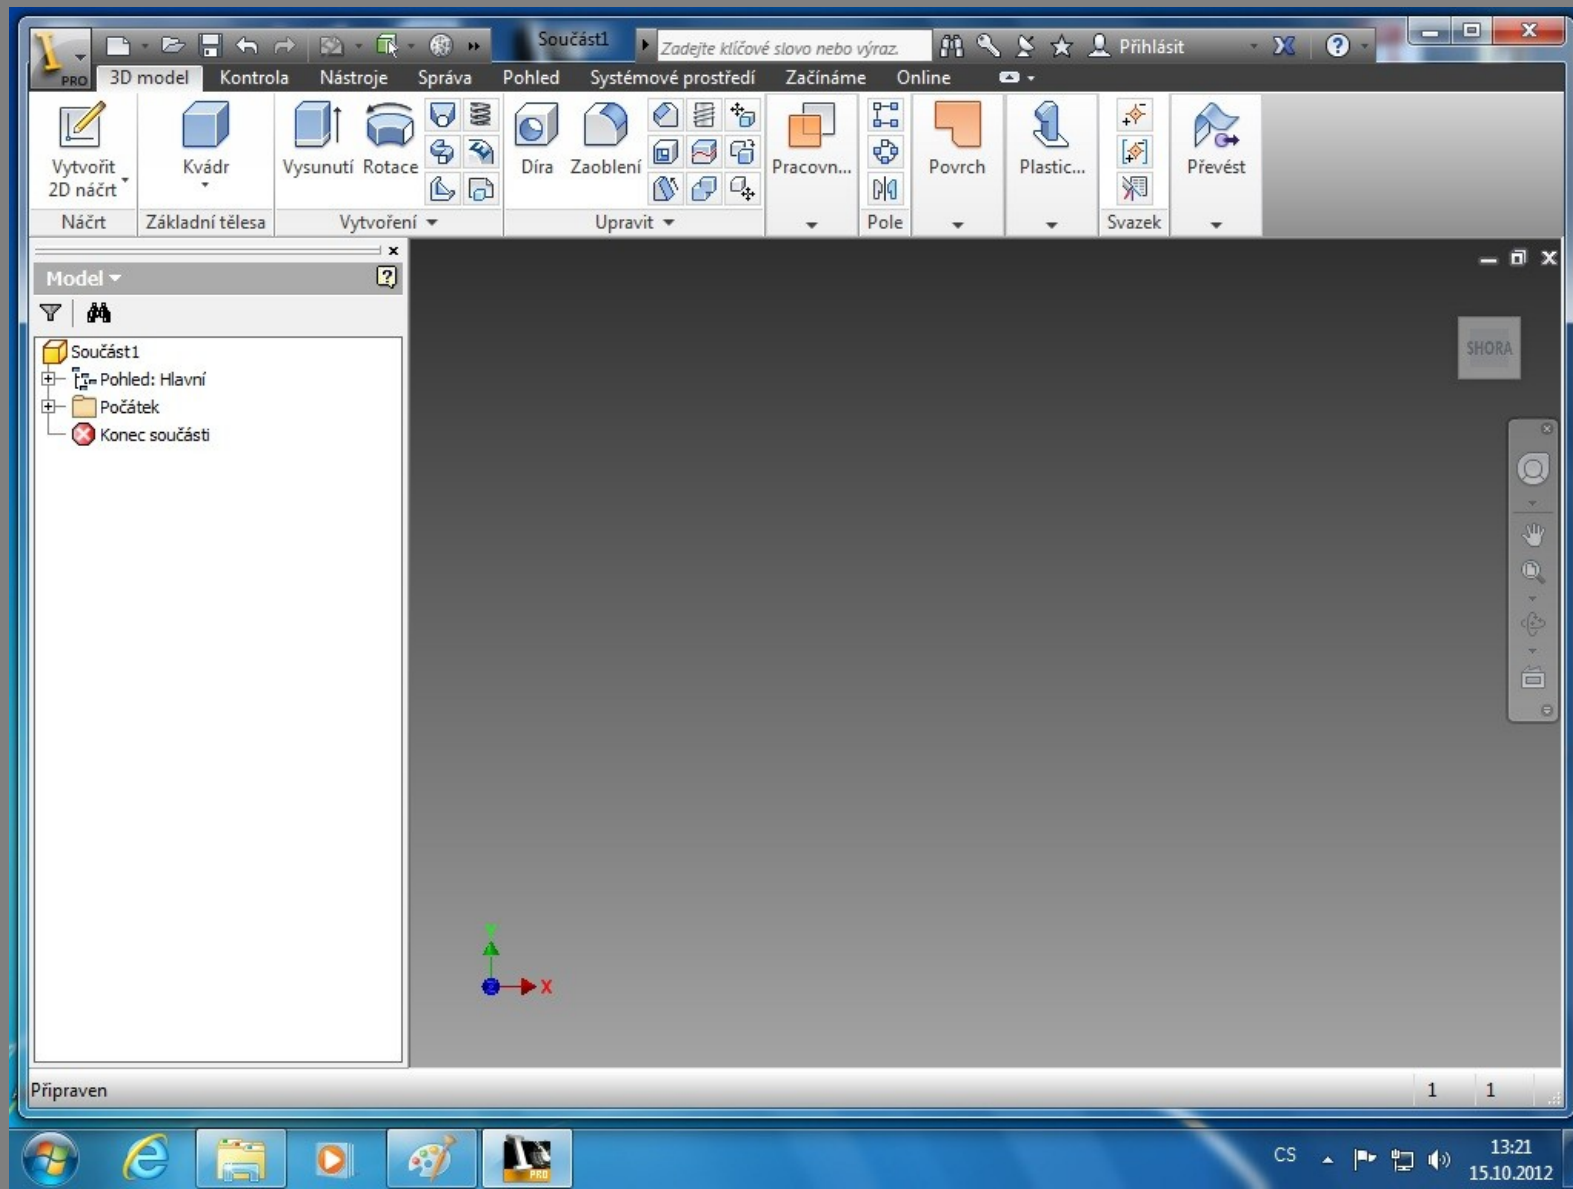 Součást1
Zadejte klíčové slovo nebo výraz.
Přihlásit
PRO
3D model Kontrola Nástroje Správa Pohled Systémové prostředí Začínáme Online
Vytvořit
2D náčrt
Kvádr
Vysunutí Rotace
Díra Zaoblení
Pracovn...
Povrch
Plastic...
Převést
Náčrt Základní tělesa Vytvoření Upravit Pole Svazek
Model
Součást1
Pohled: Hlavní
Počátek
Konec součásti
SHORA
Y
Z
X
Připraven
1 1
PRO
CS
13:21
15.10.2012